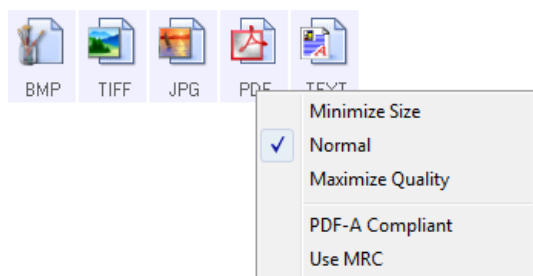 BMP TIFF JPG PDF TEXT
Minimize Size
Normal
Maximize Quality
PDF-A Compliant
Use MRC